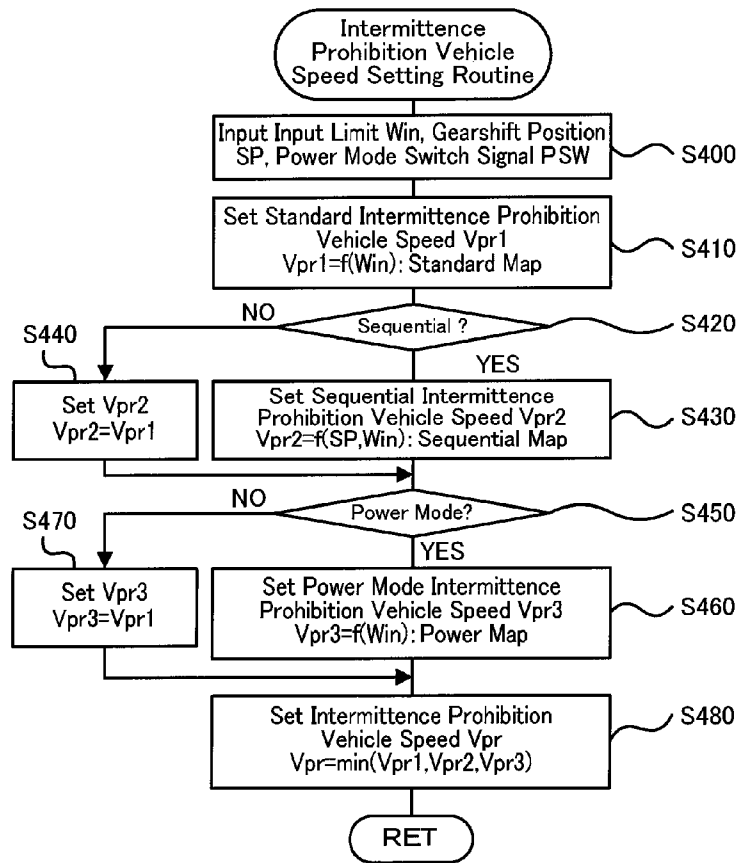 Intermittence
Prohibition Vehicle
Speed Setting Routine
Input Input Limit Win, Gearshift Position
SP, Power Mode Switch Signal PSW
S400
Set Standard Intermittence Prohibition
Vehicle Speed Vpr1
Vpr1=f(Win): Standard Map
S410
NO
Sequential ?
S420
S440
YES
Set Vpr2
Vpr2=Vpr1
Set Sequential Intermittence
Prohibition Vehicle Speed Vpr2
Vpr2=f(SP,Win): Sequential Map
S430
NO
Power Mode?
S450
S470
YES
Set Vpr3
Vpr3=Vpr1
Set Power Mode Intermittence
Prohibition Vehicle Speed Vpr3
Vpr3=f(Win): Power Map
S460
Set Intermittence Prohibition
Vehicle Speed Vpr
Vpr=min(Vpr1,Vpr2,Vpr3)
S480
RET